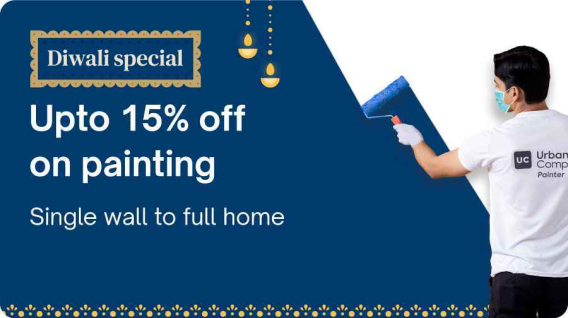 Diwali special
Upto 15% off
on painting
Single wall to full home
UC
Urban
Comp
Painter